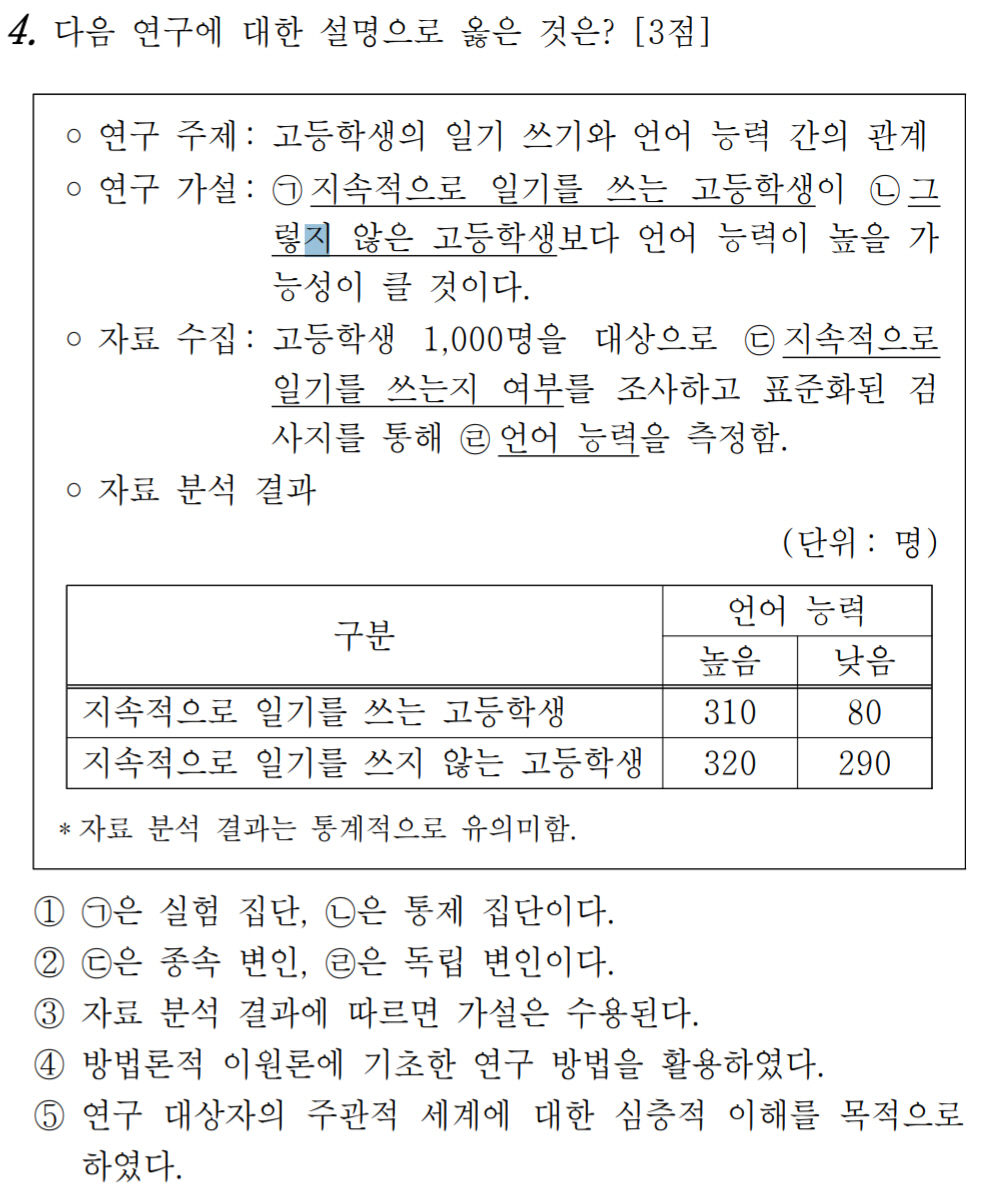 4. 다음 연구에 대한 설명으로 옳은 것은? [3점]
○ 연구 주제: 고등학생의 일기 쓰기와 언어 능력 간의 관계
○ 연구 가설: ㉠지속적으로 일기를 쓰는 고등학생이 ㉡그
렇지 않은 고등학생보다 언어 능력이 높을 가
능성이 클 것이다.
○ 자료 수집: 고등학생 1,000명을 대상으로 ㉢지속적으로
일기를 쓰는지 여부를 조사하고 표준화된 검
사지를 통해 ㉣언어 능력을 측정함.
○ 자료 분석 결과
(단위: 명)
구분 언어 능력
높음 낮음
지속적으로 일기를 쓰는 고등학생 310 80
지속적으로 일기를 쓰지 않는 고등학생 320 290
*자료 분석 결과는 통계적으로 유의미함.
① ㉠은 실험 집단, ㉡은 통제 집단이다.
② ㉢은 종속 변인, ㉣은 독립 변인이다.
③ 자료 분석 결과에 따르면 가설은 수용된다.
④ 방법론적 이원론에 기초한 연구 방법을 활용하였다.
⑤ 연구 대상자의 주관적 세계에 대한 심층적 이해를 목적으로
하였다.